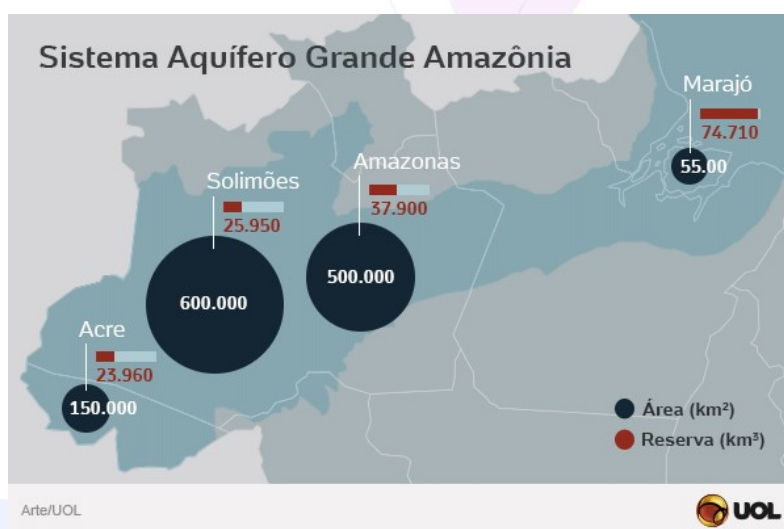 Sistema Aquífero Grande Amazônia
Marajó
74.710
55.00
Amazonas
37.900
500.000
Solimões
25.950
600.000
Acre
23.960
150.000
Área (km²)
Reserva (km³)
Arte/UOL
UOL